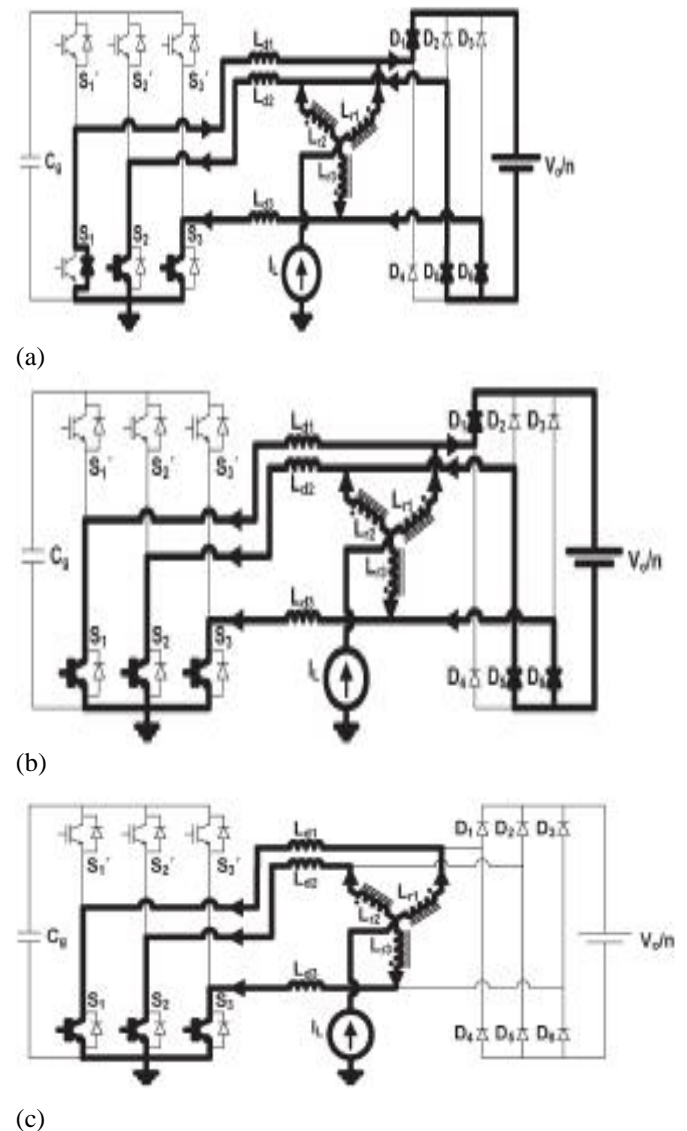 Ld1
D1 D2 D3
S1' S2' S3'
Ld2
Lr1
Lr2
Cg
Lr3
Vo/n
S1 S2 S3
Ld3
IL
D4 D5 D6
(a)
Ld1
D1 D2 D3
S1' S2' S3'
Ld2
Lr1
Lr2
Cg
Lr3
Vo/n
S1 S2 S3
Ld3
IL
D4 D5 D6
(b)
Ld1
D1 D2 D3
S1' S2' S3'
Ld2
Lr1
Lr2
Cg
Lr3
Vo/n
S1 S2 S3
Ld3
IL
D4 D5 D6
(c)